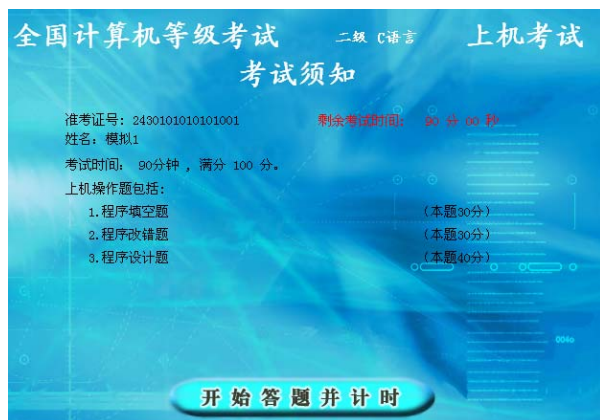 全国计算机等级考试 二级 C语言 上机考试
考试须知
准考证号: 2430101010101001 剩余考试时间: 90 分 00 秒
姓名: 模拟1
考试时间: 90分钟 , 满分 100 分。
上机操作题包括:
1.程序填空题 (本题30分)
2.程序改错题 (本题30分)
3.程序设计题 (本题40分)
开始答题并计时